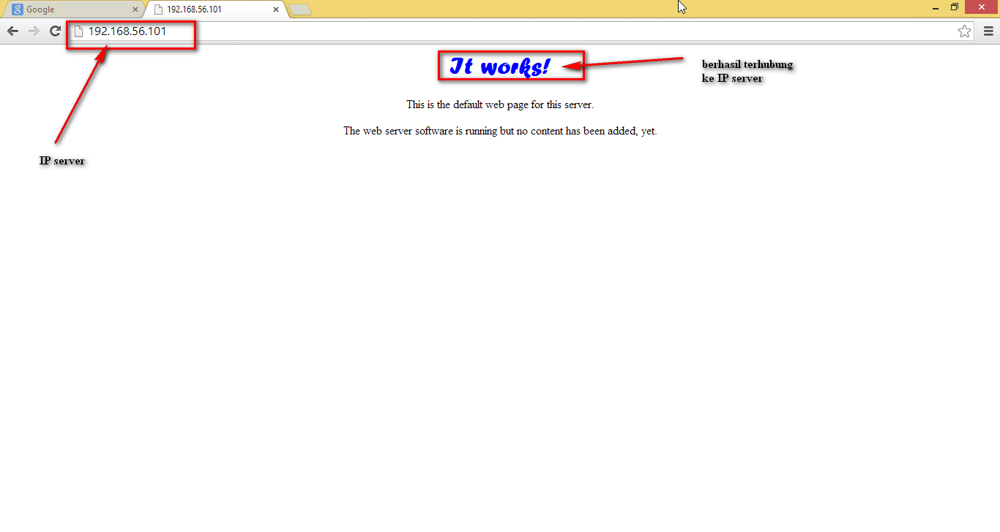 Google
192.168.56.101
192.168.56.101
It works!
berhasil terhubung
ke IP server
This is the default web page for this server.
The web server software is running but no content has been added, yet.
IP server